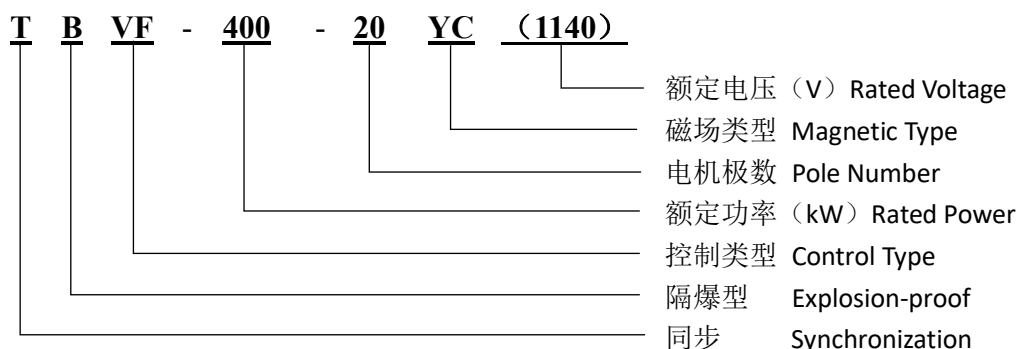 T B VF - 400 - 20 YC （1140）
额定电压（V）Rated Voltage
磁场类型 Magnetic Type
电机极数 Pole Number
额定功率（kW）Rated Power
控制类型 Control Type
隔爆型 Explosion-proof
同步 Synchronization